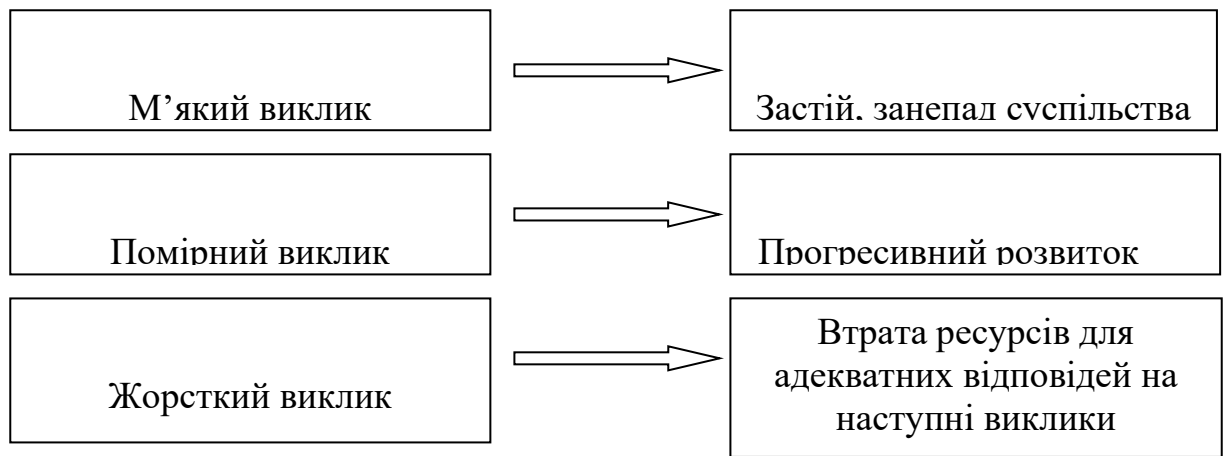 М’який виклик
Застій, занепад суспільства
Помірний виклик
Прогресивний розвиток
Жорсткий виклик
Втрата ресурсів для
адекватних відповідей на
наступні виклики